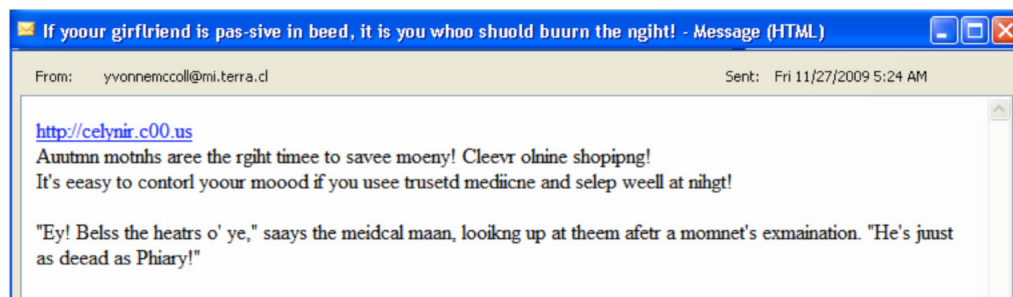 If yoour girflriend is pas-sive in beed, it is you whoo shuold buurn the ngiht! - Message (HTML)
From: yvonnemccoll@mi.terra.cl Sent: Fri 11/27/2009 5:24 AM
http://celynir.c00.us
Auutmn motnhs aree the rgiht timee to savee moeny! Cleevr olnine shopipng!
It's eeasy to contorl yoour moood if you usee trusetd mediicne and selep weell at nihgt!
"Ey! Belss the heatrs o' ye," saays the meidcal maan, looikng up at theem afetr a momnet's exmaination. "He's juust
as deead as Phiary!"